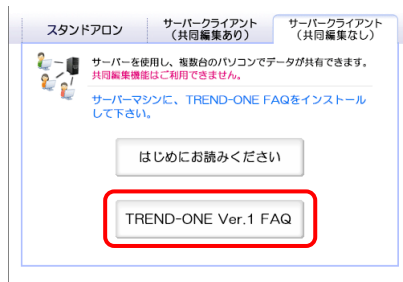 スタンドアロン
サーバークライアント
（共同編集あり）
サーバークライアント
（共同編集なし）
サーバーを使用し、複数台のパソコンでデータが共有できます。
共同編集機能はご利用できません。
サーバーマシンに、TREND-ONE FAQをインストール
して下さい。
はじめにお読みください
TREND-ONE Ver.1 FAQ